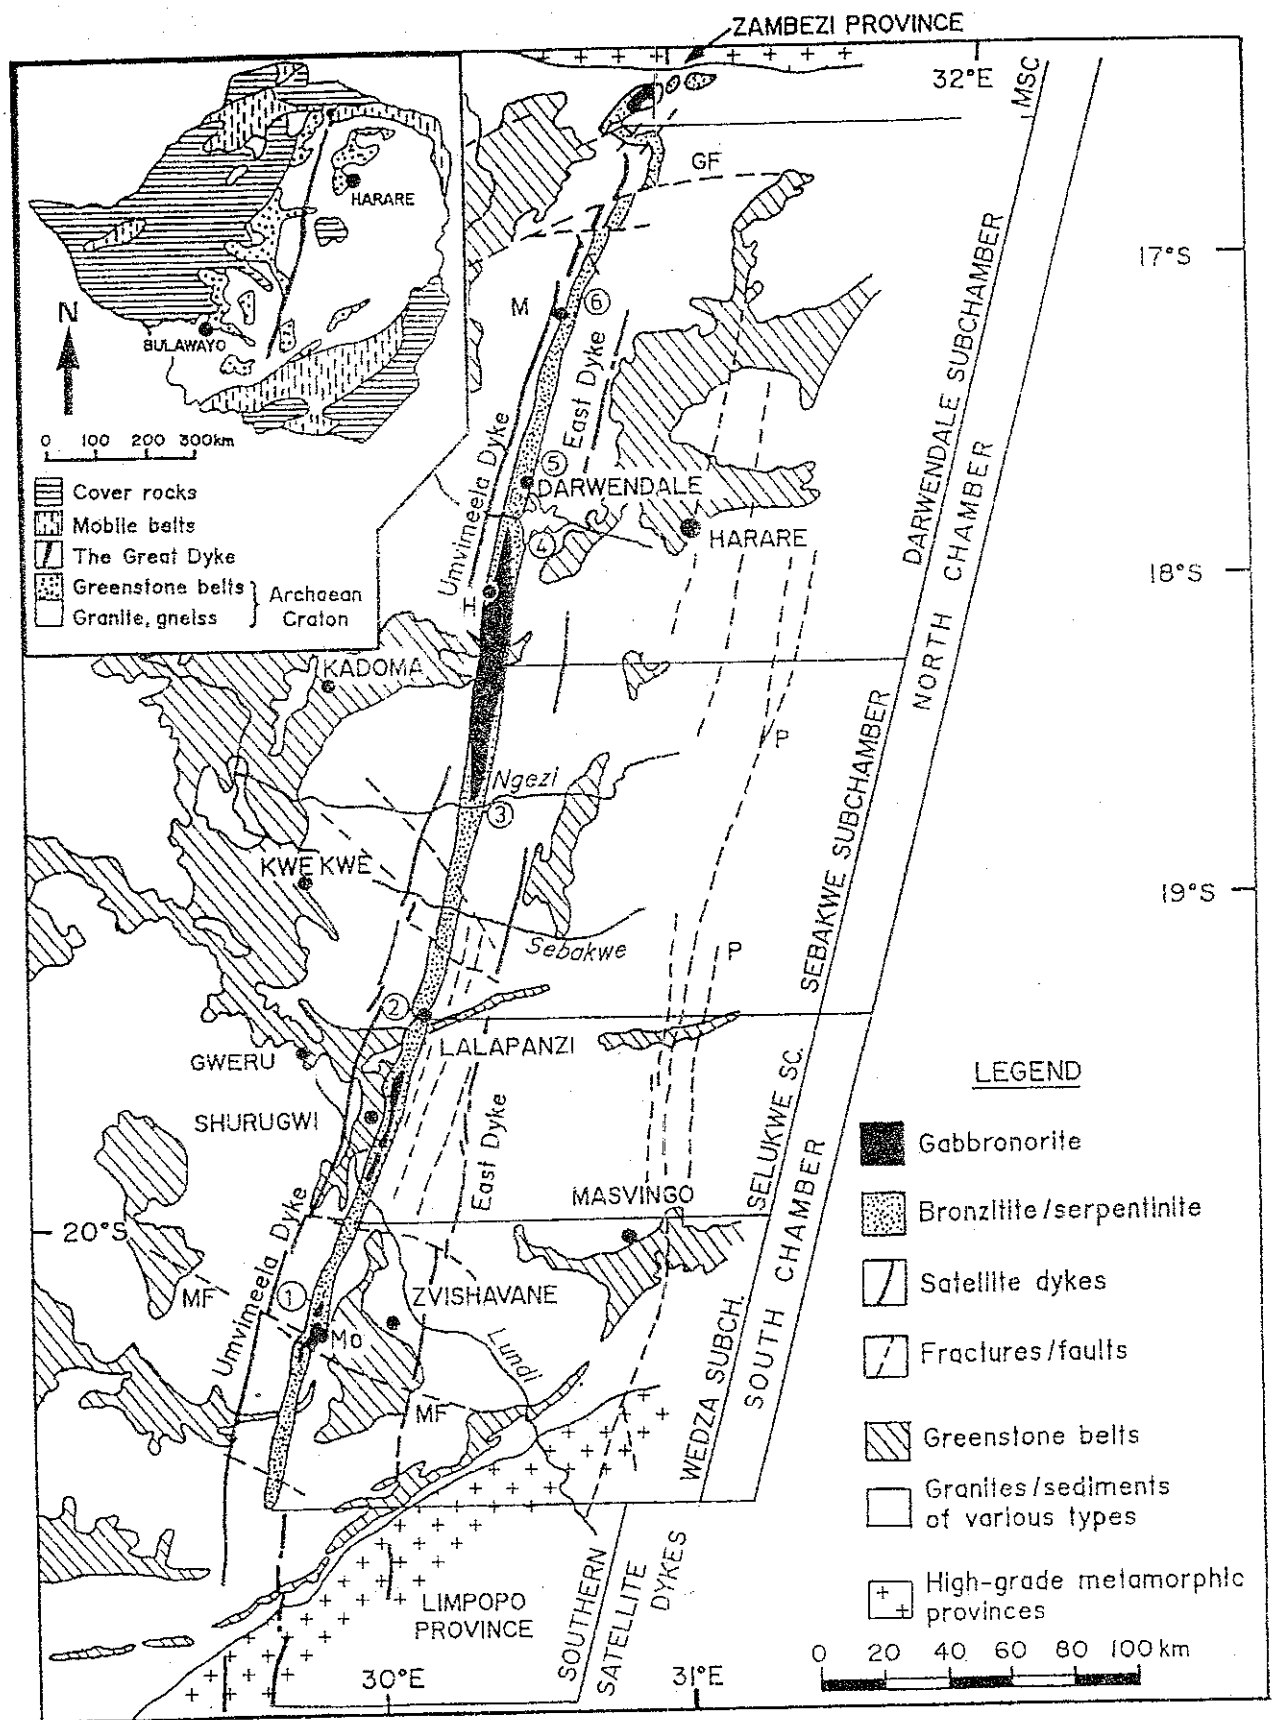 ZAMBEZI PROVINCE
32°E
MSC
HARARE
BULAWAYO
N
0 100 200 300km
Cover rocks
Mobile belts
The Great Dyke
Greenstone belts
Granite, gneiss
Archaean
Craton
GF
17°S
M
6
East Dyke
Umvimeela Dyke
5
DARWENDALE
4
HARARE
H
18°S
DARWENDALE SUBCHAMBER
NORTH CHAMBER
KADOMA
P
Ngezi
3
KWE KWE
19°S
Sebakwe
P
SEBAKWE SUBCHAMBER
2
LALAPANZI
GWERU
SHURUGWI
East Dyke
MASVINGO
SELUKWE SC.
SOUTH CHAMBER
20°S
MF
Umvimeela Dyke
1
Ma
ZVISHAVANE
Lundi
MF
WEDZA SUBCH.
LIMPOPO
PROVINCE
SOUTHERN
SATELLITE
DYKES
30°E
31°E
LEGEND
Gabbronorite
Bronzitite/serpentinite
Satellite dykes
Fractures/faults
Greenstone belts
Granites/sediments
of various types
High-grade metamorphic
provinces
0 20 40 60 80 100 km